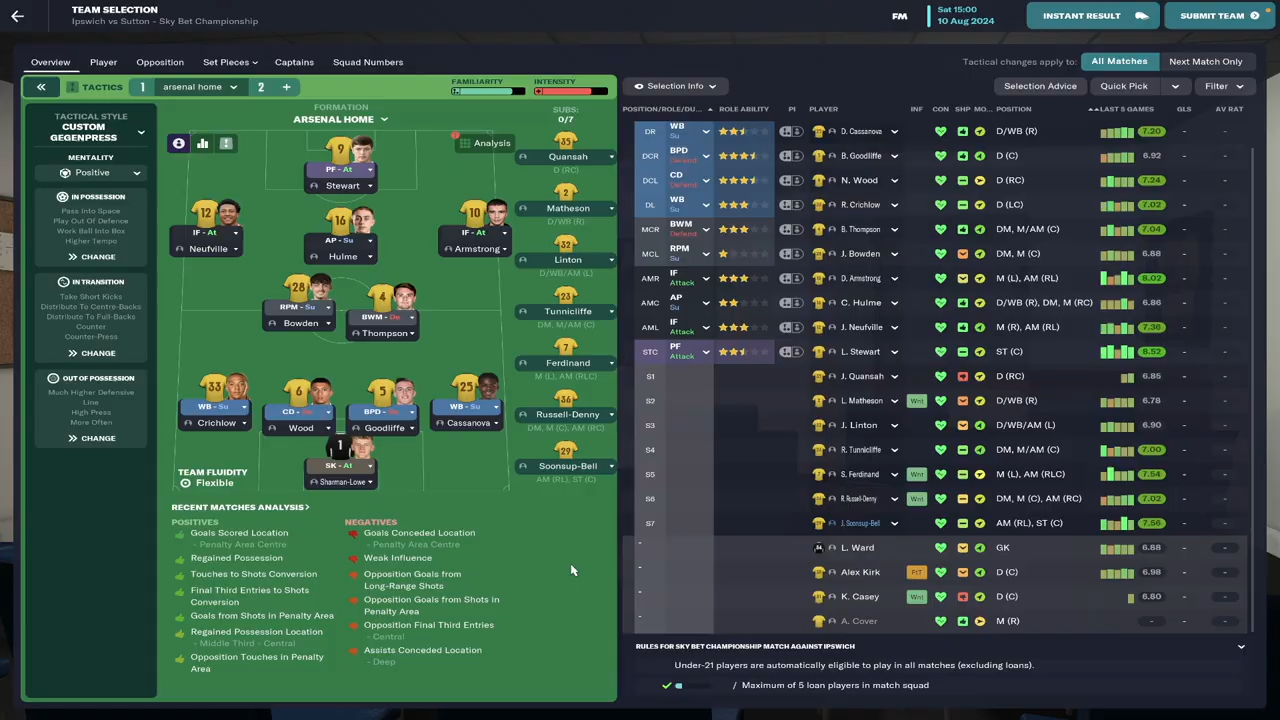 TEAM SELECTION
Ipswich vs Sutton - Sky Bet Championship
FM
Sat 15:00
10 Aug 2024
INSTANT RESULT
SUBMIT TEAM
Overview
Player
Opposition
Set Pieces
Captains
Squad Numbers
Tactical changes apply to:
All Matches
Next Match Only
TACTICS
1
arsenal home
2
FAMILIARITY
INTENSITY
Selection Info
Selection Advice
Quick Pick
Filter
TACTICAL STYLE
CUSTOM
GEGENPRESS
MENTALITY
Positive
IN POSSESSION
Pass Into Space
Play Out Of Defence
Work Ball Into Box
Higher Tempo
CHANGE
IN TRANSITION
Take Short Kicks
Distribute To Centre-Backs
Distribute To Full-Backs
Counter
Counter-Press
CHANGE
OUT OF POSSESSION
Much Higher Defensive
Line
High Press
More Often
CHANGE
FORMATION
ARSENAL HOME
SUBS:
0/7
Analysis
9
PF - At
Stewart
12
IF - At
Neufville
16
AP - Su
Hulme
10
IF - At
Armstrong
28
RPM - Su
Bowden
4
BWM - De
Thompson
33
WB - Su
Crichlow
6
CD - De
Wood
5
BPD - De
Goodliffe
25
WB - Su
Cassanova
1
SK - At
Sharman-Lowe
TEAM FLUIDITY
Flexible
35
Quansah
D (RC)
2
Matheson
D/WB (R)
32
Linton
D/WB/AM (L)
23
Tunnicliffe
DM, M/AM (C)
7
Ferdinand
M (L), AM (RLC)
36
Russell-Denny
DM, M (C), AM (RC)
29
Soonsup-Bell
AM (RL), ST (C)
RECENT MATCHES ANALYSIS
POSITIVES
Goals Scored Location
- Penalty Area Centre
Regained Possession
Touches to Shots Conversion
Final Third Entries to Shots
Conversion
Goals from Shots in Penalty Area
Regained Possession Location
- Middle Third - Central
Opposition Touches in Penalty
Area
NEGATIVES
Goals Conceded Location
- Penalty Area Centre
Weak Influence
Opposition Goals from
Long-Range Shots
Opposition Goals from Shots in
Penalty Area
Opposition Final Third Entries
- Central
Assists Conceded Location
- Deep
POSITION/ROLE/DU... ROLE ABILITY PI PLAYER INF CON SHP MO... POSITION LAST 5 GAMES GLS AV RAT
DR WB Su D. Cassanova D/WB (R) 7.20 - -
DCR BPD Defend B. Goodliffe D (C) 6.92 - -
DCL CD Defend N. Wood D (RC) 7.24 - -
DL WB Su R. Crichlow D (LC) 7.02 - -
MCR BWM Defend B. Thompson DM, M/AM (C) 7.04 - -
MCL RPM Su J. Bowden DM, M (C) 6.88 - -
AMR IF Attack D. Armstrong M (L), AM (RL) 8.02 - -
AMC AP Su C. Hulme D/WB (R), DM, M (RC) 6.86 - -
AML IF Attack J. Neufville M (R), AM (RL) 7.36 - -
STC PF Attack L. Stewart ST (C) 8.52 - -
S1 J. Quansah D (RC) 6.85 - -
S2 L. Matheson Wnt D/WB (R) 6.78 - -
S3 J. Linton D/WB/AM (L) 6.90 - -
S4 R. Tunnicliffe DM, M/AM (C) 7.00 - -
S5 S. Ferdinand Wnt M (L), AM (RLC) 7.54 - -
S6 R. Russell-Denny Wnt DM, M (C), AM (RC) 7.02 - -
S7 J. Soonsup-Bell AM (RL), ST (C) 7.56 - -
- L. Ward GK 6.88 - -
- Alex Kirk PcT D (C) 6.98 - -
- K. Casey Wnt D (C) 6.80 - -
- A. Cover M (R) - - -
RULES FOR SKY BET CHAMPIONSHIP MATCH AGAINST IPSWICH
Under-21 players are automatically eligible to play in all matches (excluding loans).
/ Maximum of 5 loan players in match squad